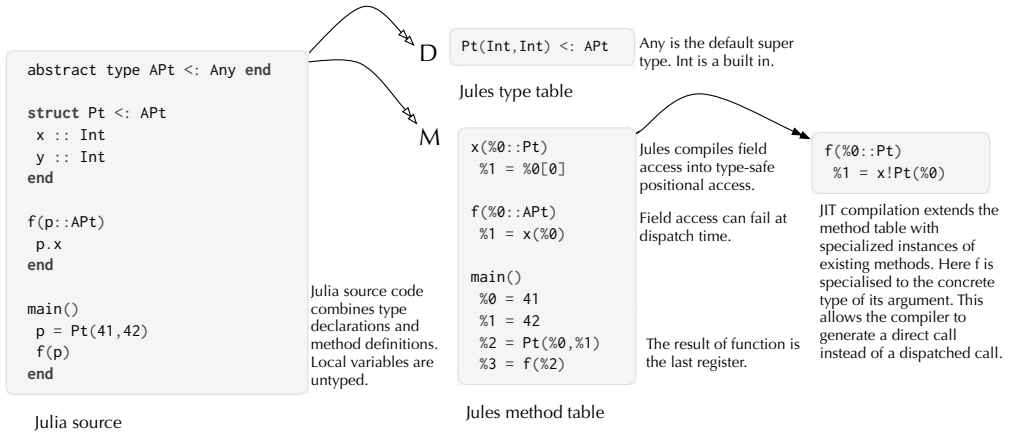 abstract type APt <: Any end
struct Pt <: APt
x :: Int
y :: Int
end
f(p::APt)
p.x
end
main()
p = Pt(41,42)
f(p)
end
Julia source
Julia source code
combines type
declarations and
method definitions.
Local variables are
untyped.
D
Pt(Int,Int) <: APt
Jules type table
Any is the default super
type. Int is a built in.
M
x(%0::Pt)
%1 = %0[0]
f(%0::APt)
%1 = x(%0)
main()
%0 = 41
%1 = 42
%2 = Pt(%0,%1)
%3 = f(%2)
Jules method table
Jules compiles field
access into type-safe
positional access.
Field access can fail at
dispatch time.
The result of function is
the last register.
f(%0::Pt)
%1 = x!Pt(%0)
JIT compilation extends the
method table with
specialized instances of
existing methods. Here f is
specialised to the concrete
type of its argument. This
allows the compiler to
generate a direct call
instead of a dispatched call.